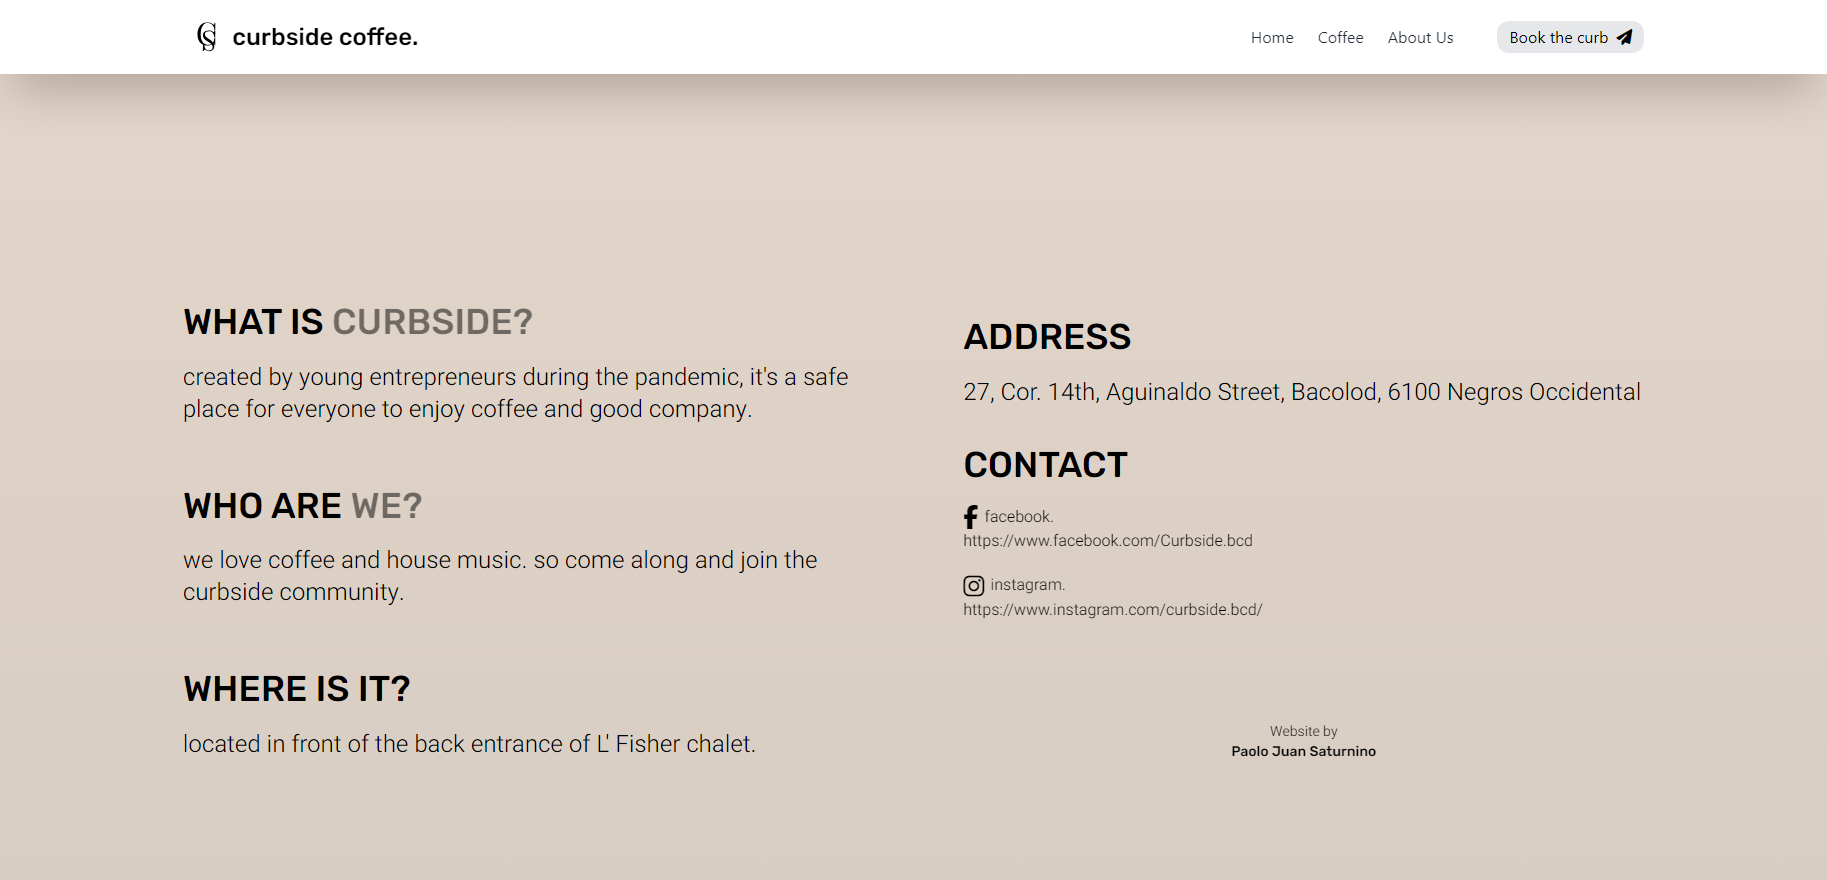 CS curbside coffee.
Home Coffee About Us Book the curb
WHAT IS CURBSIDE?
created by young entrepreneurs during the pandemic, it's a safe
place for everyone to enjoy coffee and good company.
WHO ARE WE?
we love coffee and house music. so come along and join the
curbside community.
WHERE IS IT?
located in front of the back entrance of L' Fisher chalet.
ADDRESS
27, Cor. 14th, Aguinaldo Street, Bacolod, 6100 Negros Occidental
CONTACT
facebook.
https://www.facebook.com/Curbside.bcd
instagram.
https://www.instagram.com/curbside.bcd/
Website by
Paolo Juan Saturnino